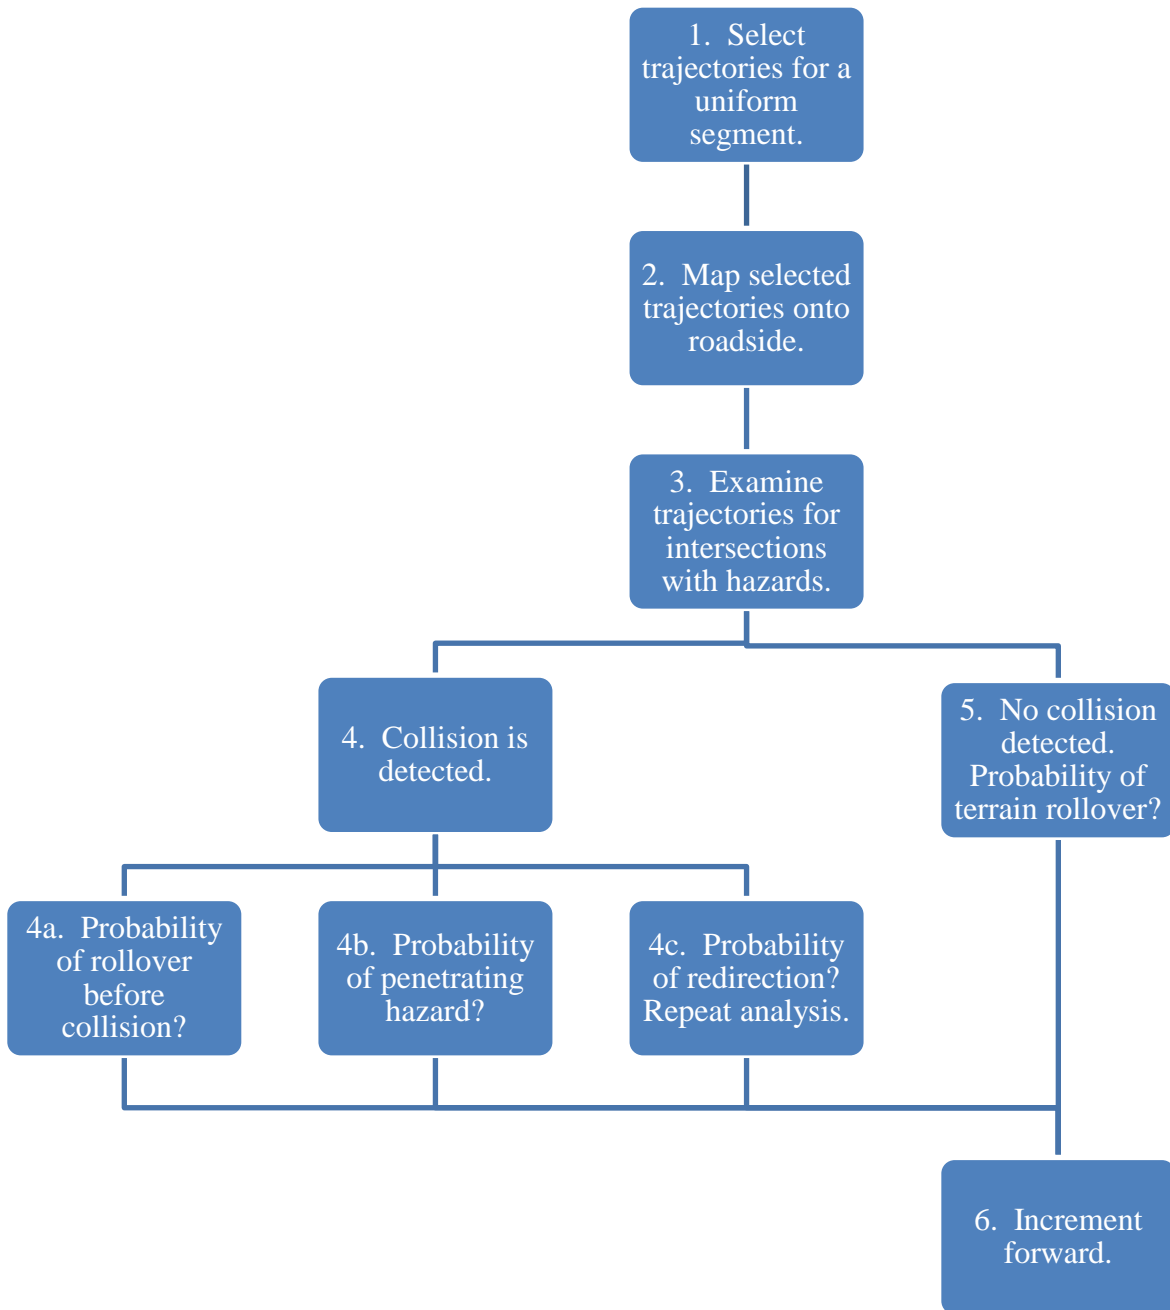 1. Select
trajectories for a
uniform
segment.
2. Map selected
trajectories onto
roadside.
3. Examine
trajectories for
intersections
with hazards.
4. Collision is
detected.
5. No collision
detected.
Probability of
terrain rollover?
4a. Probability
of rollover
before
collision?
4b. Probability
of penetrating
hazard?
4c. Probability
of redirection?
Repeat analysis.
6. Increment
forward.